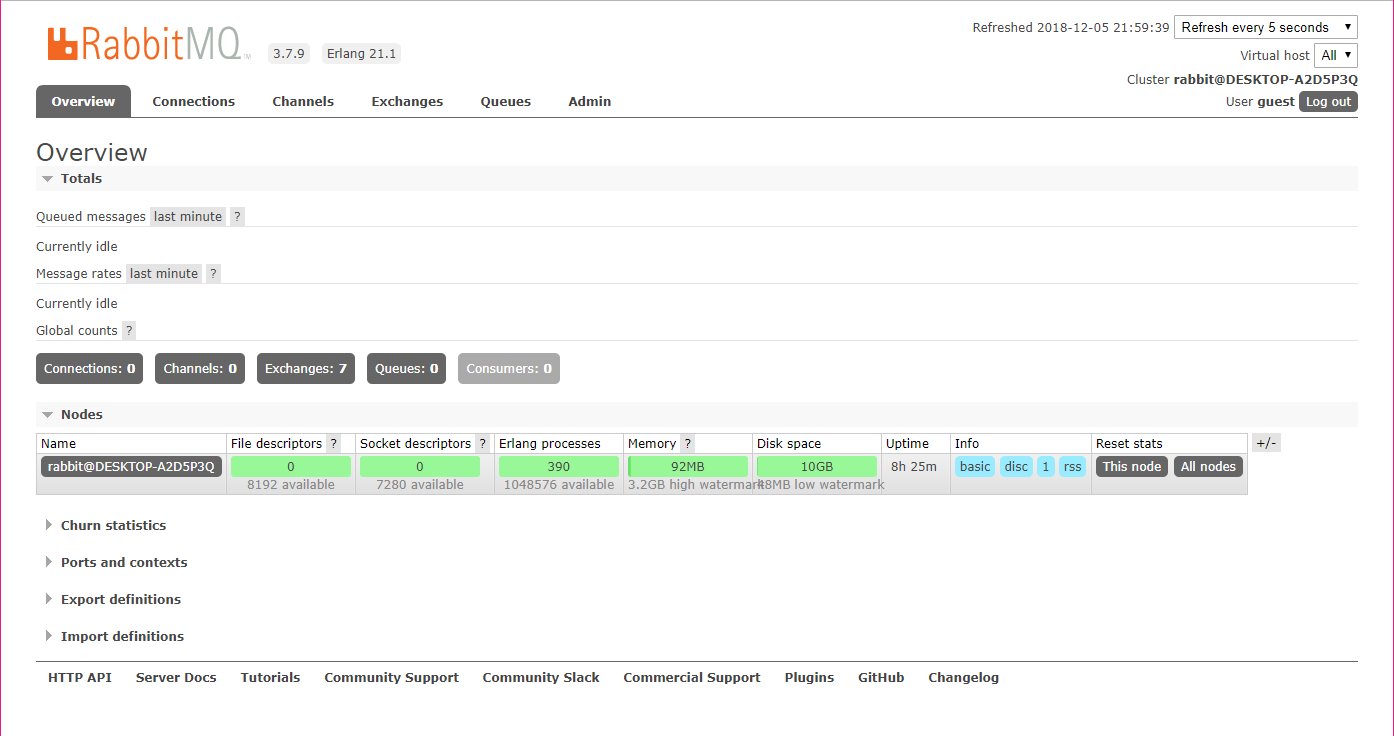 RabbitMQ TM 3.7.9 Erlang 21.1
Refreshed 2018-12-05 21:59:39 Refresh every 5 seconds
Virtual host All
Cluster rabbit@DESKTOP-A2D5P3Q
User guest Log out
Overview Connections Channels Exchanges Queues Admin
Overview
Totals
Queued messages last minute ?
Currently idle
Message rates last minute ?
Currently idle
Global counts ?
Connections: 0 Channels: 0 Exchanges: 7 Queues: 0 Consumers: 0
Nodes
Name File descriptors ? Socket descriptors ? Erlang processes Memory ? Disk space Uptime Info Reset stats +/-
rabbit@DESKTOP-A2D5P3Q 0 0 390 92MB 10GB 8h 25m basic disc 1 rss This node All nodes
8192 available 7280 available 1048576 available 3.2GB high watermark 48MB low watermark
Churn statistics
Ports and contexts
Export definitions
Import definitions
HTTP API Server Docs Tutorials Community Support Community Slack Commercial Support Plugins GitHub Changelog